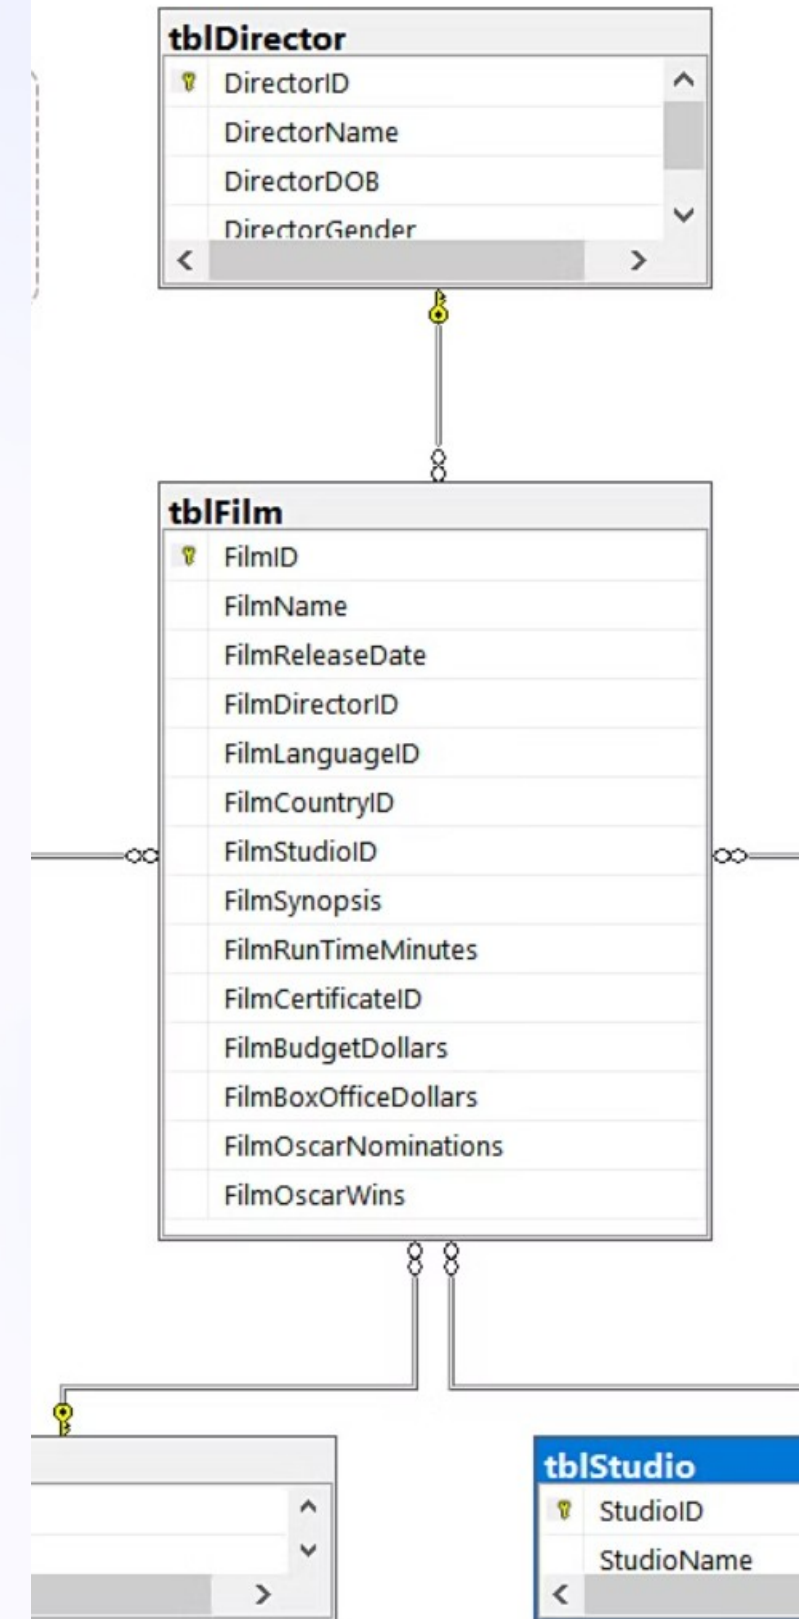 tblDirector
DirectorID
DirectorName
DirectorDOB
DirectorGender
tblFilm
FilmID
FilmName
FilmReleaseDate
FilmDirectorID
FilmLanguageID
FilmCountryID
FilmStudioID
FilmSynopsis
FilmRunTimeMinutes
FilmCertificateID
FilmBudgetDollars
FilmBoxOfficeDollars
FilmOscarNominations
FilmOscarWins
tblStudio
StudioID
StudioName